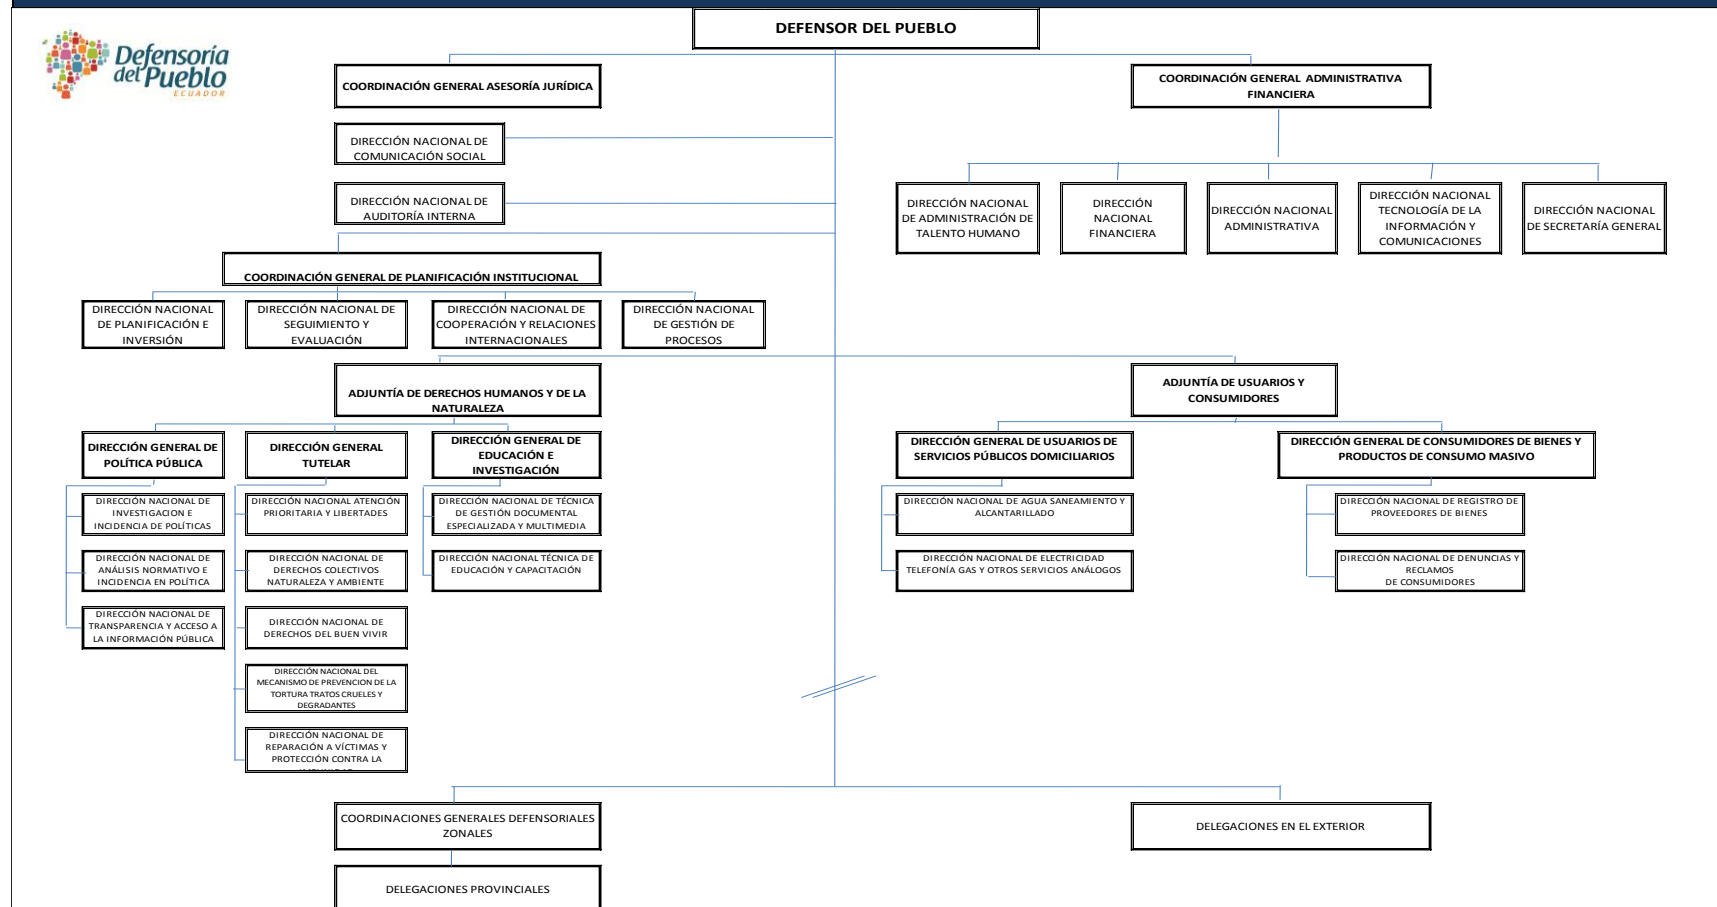 DEFENSOR DEL PUEBLO
Defensoría
del Pueblo
ECUADOR
COORDINACIÓN GENERAL ASESORÍA JURÍDICA
COORDINACIÓN GENERAL ADMINISTRATIVA
FINANCIERA
DIRECCIÓN NACIONAL DE
COMUNICACIÓN SOCIAL
DIRECCIÓN NACIONAL DE
AUDITORÍA INTERNA
DIRECCIÓN NACIONAL
DE ADMINISTRACIÓN DE
TALENTO HUMANO
DIRECCIÓN
NACIONAL
FINANCIERA
DIRECCIÓN NACIONAL
ADMINISTRATIVA
DIRECCIÓN NACIONAL
TECNOLOGÍA DE LA
INFORMACIÓN Y
COMUNICACIONES
DIRECCIÓN NACIONAL
DE SECRETARÍA GENERAL
COORDINACIÓN GENERAL DE PLANIFICACIÓN INSTITUCIONAL
DIRECCIÓN NACIONAL
DE PLANIFICACIÓN E
INVERSIÓN
DIRECCIÓN NACIONAL DE
SEGUIMIENTO Y
EVALUACIÓN
DIRECCIÓN NACIONAL DE
COOPERACIÓN Y RELACIONES
INTERNACIONALES
DIRECCIÓN NACIONAL
DE GESTIÓN DE
PROCESOS
ADJUNTÍA DE DERECHOS HUMANOS Y DE LA
NATURALEZA
ADJUNTÍA DE USUARIOS Y
CONSUMIDORES
DIRECCIÓN GENERAL DE
POLÍTICA PÚBLICA
DIRECCIÓN GENERAL
TUTELAR
DIRECCIÓN GENERAL DE
EDUCACIÓN E
INVESTIGACIÓN
DIRECCIÓN GENERAL DE USUARIOS DE
SERVICIOS PÚBLICOS DOMICILIARIOS
DIRECCIÓN GENERAL DE CONSUMIDORES DE BIENES Y
PRODUCTOS DE CONSUMO MASIVO
DIRECCIÓN NACIONAL DE
INVESTIGACION E
INCIDENCIA DE POLÍTICAS
DIRECCIÓN NACIONAL ATENCIÓN
PRIORITARIA Y LIBERTADES
DIRECCIÓN NACIONAL DE TÉCNICA
DE GESTIÓN DOCUMENTAL
ESPECIALIZADA Y MULTIMEDIA
DIRECCIÓN NACIONAL DE AGUA SANEAMIENTO Y
ALCANTARILLADO
DIRECCIÓN NACIONAL DE REGISTRO DE
PROVEEDORES DE BIENES
DIRECCIÓN NACIONAL DE
ANÁLISIS NORMATIVO E
INCIDENCIA EN POLÍTICA
DIRECCIÓN NACIONAL DE
DERECHOS COLECTIVOS
NATURALEZA Y AMBIENTE
DIRECCIÓN NACIONAL TÉCNICA DE
EDUCACIÓN Y CAPACITACIÓN
DIRECCIÓN NACIONAL DE ELECTRICIDAD
TELEFONÍA GAS Y OTROS SERVICIOS ANÁLOGOS
DIRECCIÓN NACIONAL DE DENUNCIAS Y
RECLAMOS
DE CONSUMIDORES
DIRECCIÓN NACIONAL DE
TRANSPARENCIA Y ACCESO A
LA INFORMACIÓN PÚBLICA
DIRECCIÓN NACIONAL DE
DERECHOS DEL BUEN VIVIR
DIRECCIÓN NACIONAL DEL
MECANISMO DE PREVENCION DE LA
TORTURA TRATOS CRUELES Y
DEGRADANTES
DIRECCIÓN NACIONAL DE
REPARACIÓN A VÍCTIMAS Y
PROTECCIÓN CONTRA LA
COORDINACIONES GENERALES DEFENSORIALES
ZONALES
DELEGACIONES EN EL EXTERIOR
DELEGACIONES PROVINCIALES